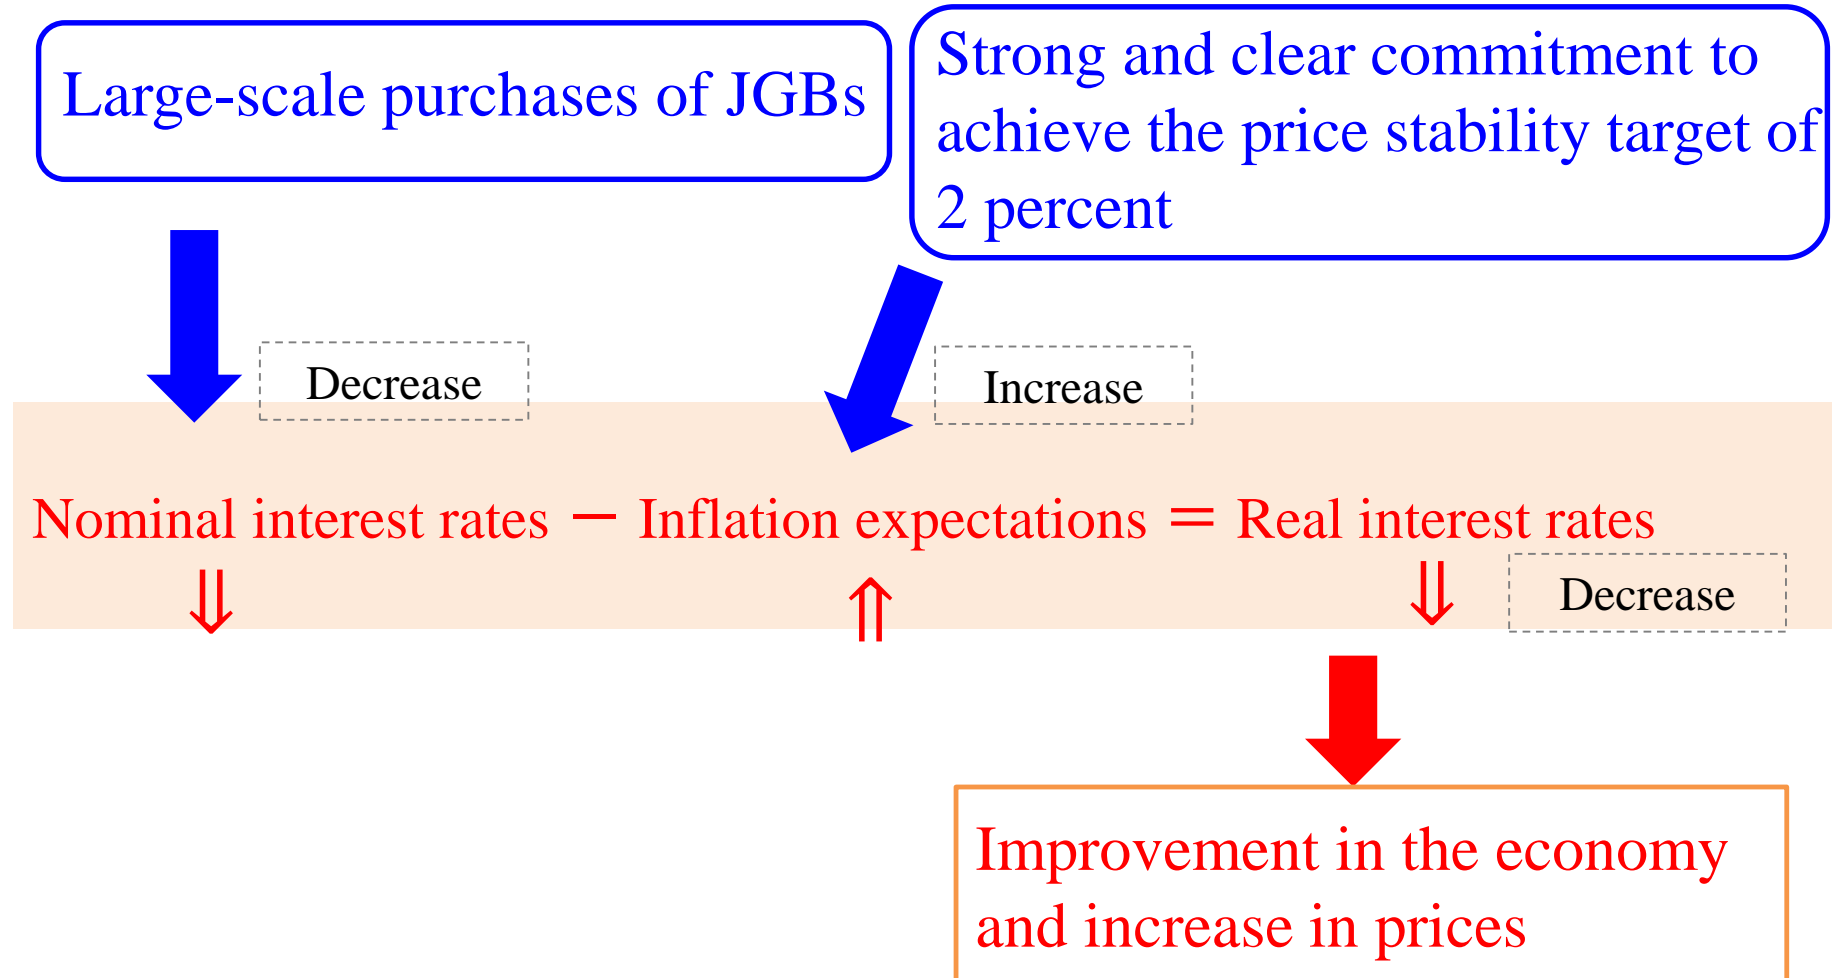 Large-scale purchases of JGBs
Strong and clear commitment to
achieve the price stability target of
2 percent
Decrease
Increase
Nominal interest rates － Inflation expectations ＝ Real interest rates
⇓ ⇑ ⇓
Decrease
Improvement in the economy
and increase in prices